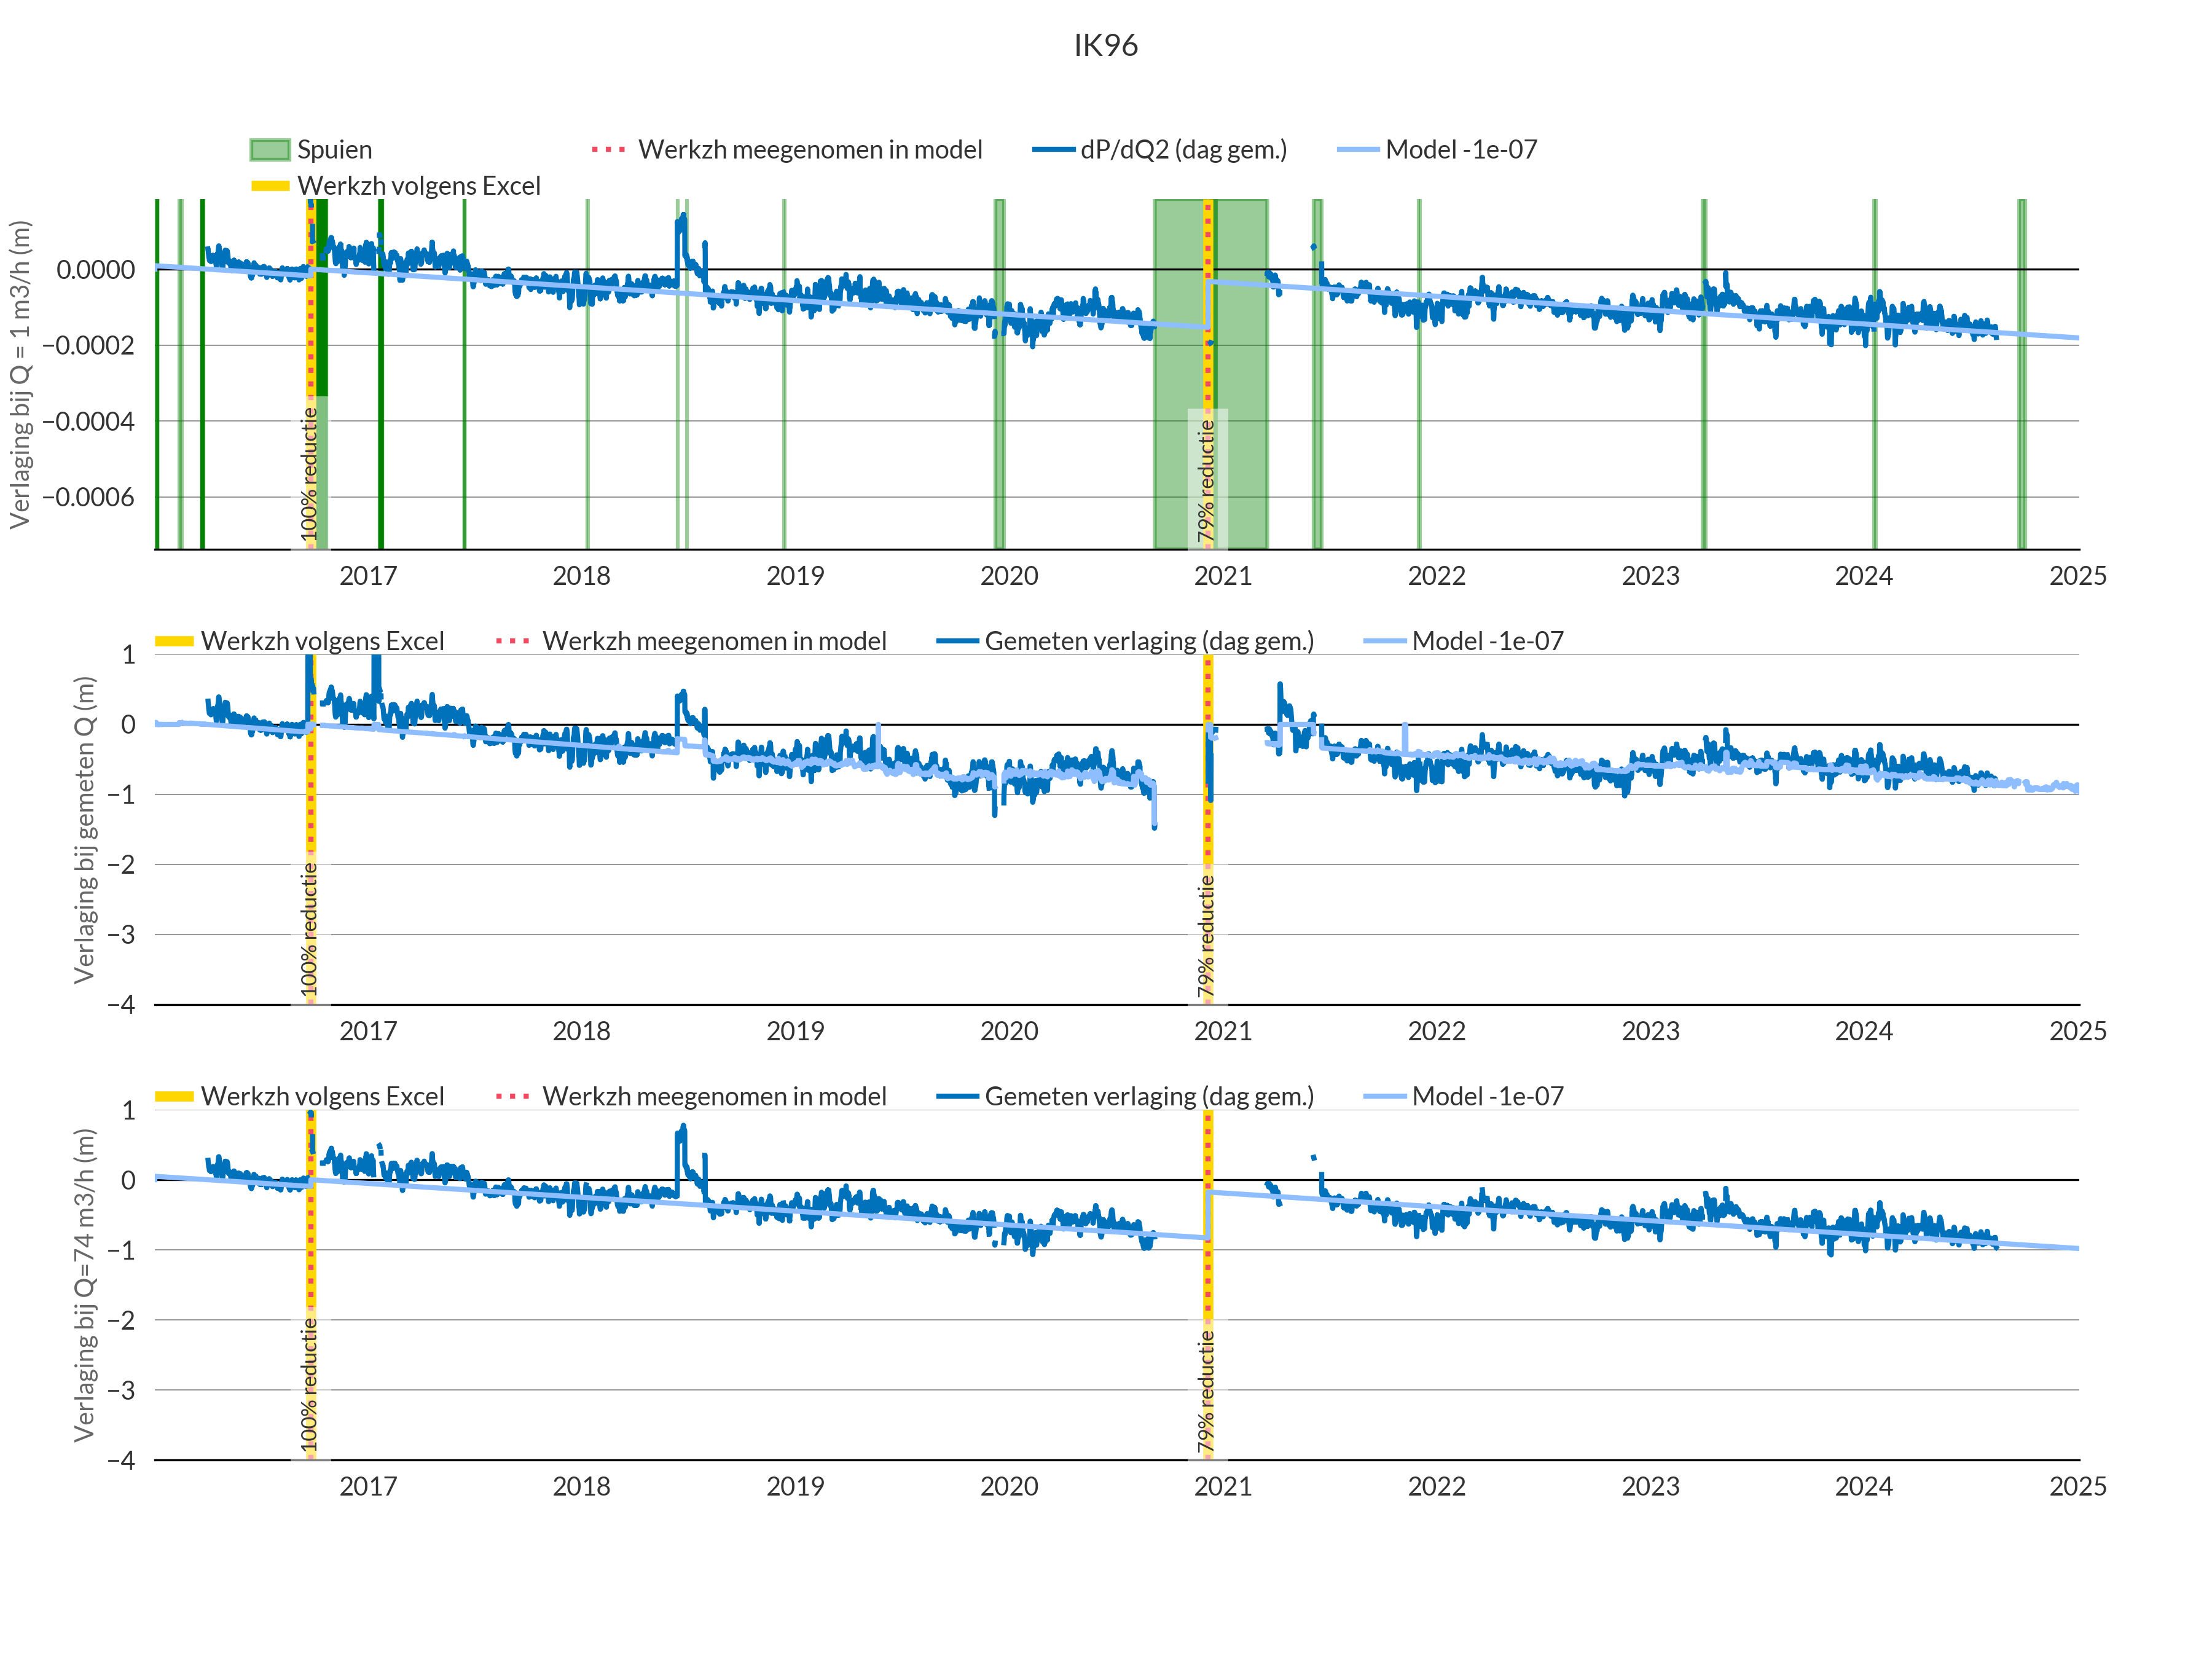 IK96
Spuien
Werkzh meegenomen in model
dP/dQ2 (dag gem.)
Model -1e-07
Werkzh volgens Excel
Verlaging bij Q = 1 m3/h (m)
0.0000
−0.0002
−0.0004
−0.0006
100% reductie
79% reductie
2017 2018 2019 2020 2021 2022 2023 2024 2025
Werkzh volgens Excel
Werkzh meegenomen in model
Gemeten verlaging (dag gem.)
Model -1e-07
Verlaging bij gemeten Q (m)
1
0
−1
−2
−3
−4
100% reductie
79% reductie
2017 2018 2019 2020 2021 2022 2023 2024 2025
Werkzh volgens Excel
Werkzh meegenomen in model
Gemeten verlaging (dag gem.)
Model -1e-07
Verlaging bij Q=74 m3/h (m)
1
0
−1
−2
−3
−4
100% reductie
79% reductie
2017 2018 2019 2020 2021 2022 2023 2024 2025